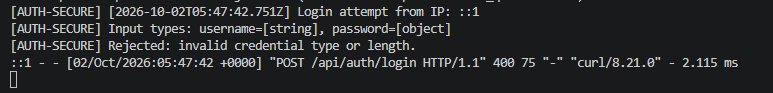 [AUTH-SECURE] [2026-10-02T05:47:42.751Z] Login attempt from IP: ::1
[AUTH-SECURE] Input types: username=[string], password=[object]
[AUTH-SECURE] Rejected: invalid credential type or length.
::1 - - [02/Oct/2026:05:47:42 +0000] "POST /api/auth/login HTTP/1.1" 400 75 "-" "curl/8.21.0" - 2.115 ms